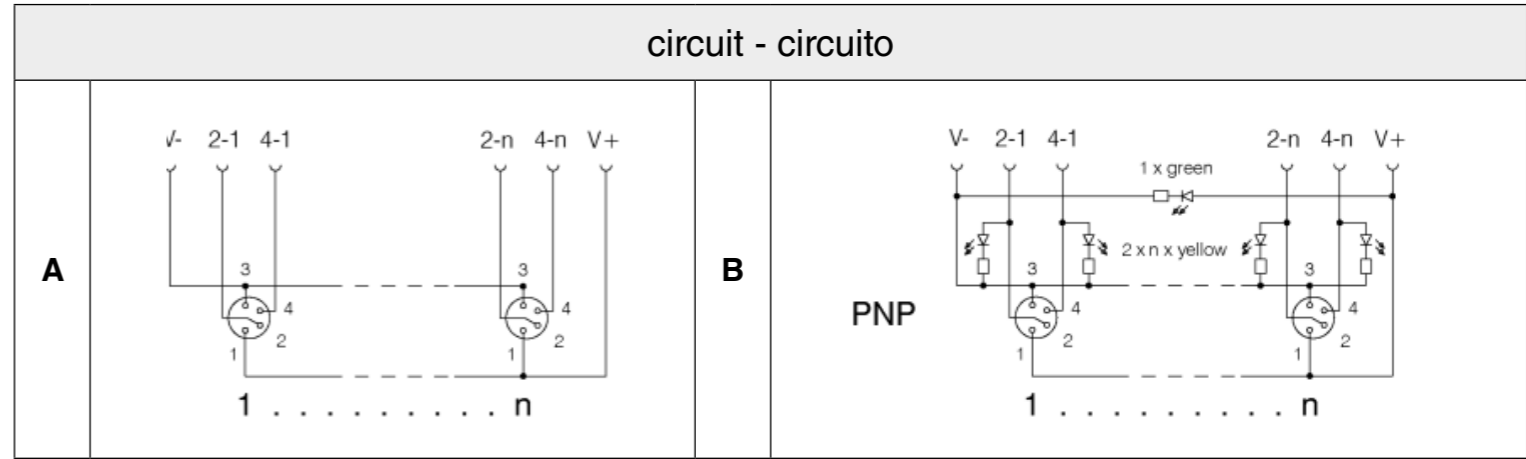 circuit - circuito
A
V- 2-1 4-1 2-n 4-n V+
3 3
4 4
2 2
1 1
1 . . . . . . . . . n
B
V- 2-1 4-1 2-n 4-n V+
1 x green
2 x n x yellow
3 3
PNP
4 4
2 2
1 1
1 . . . . . . . . . n